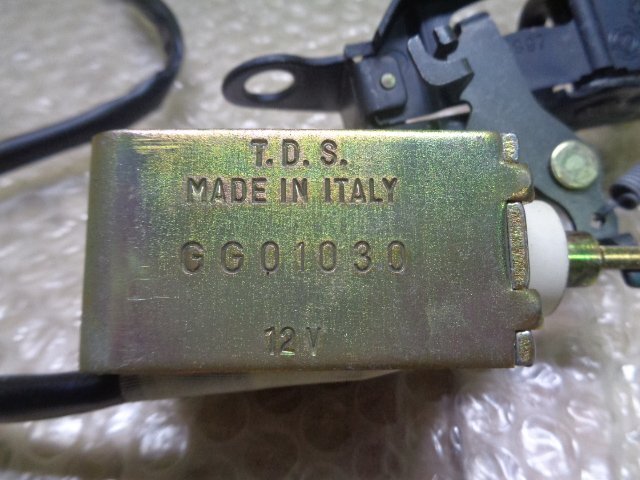 T.D.S.
MADE IN ITALY
GG01030
12V